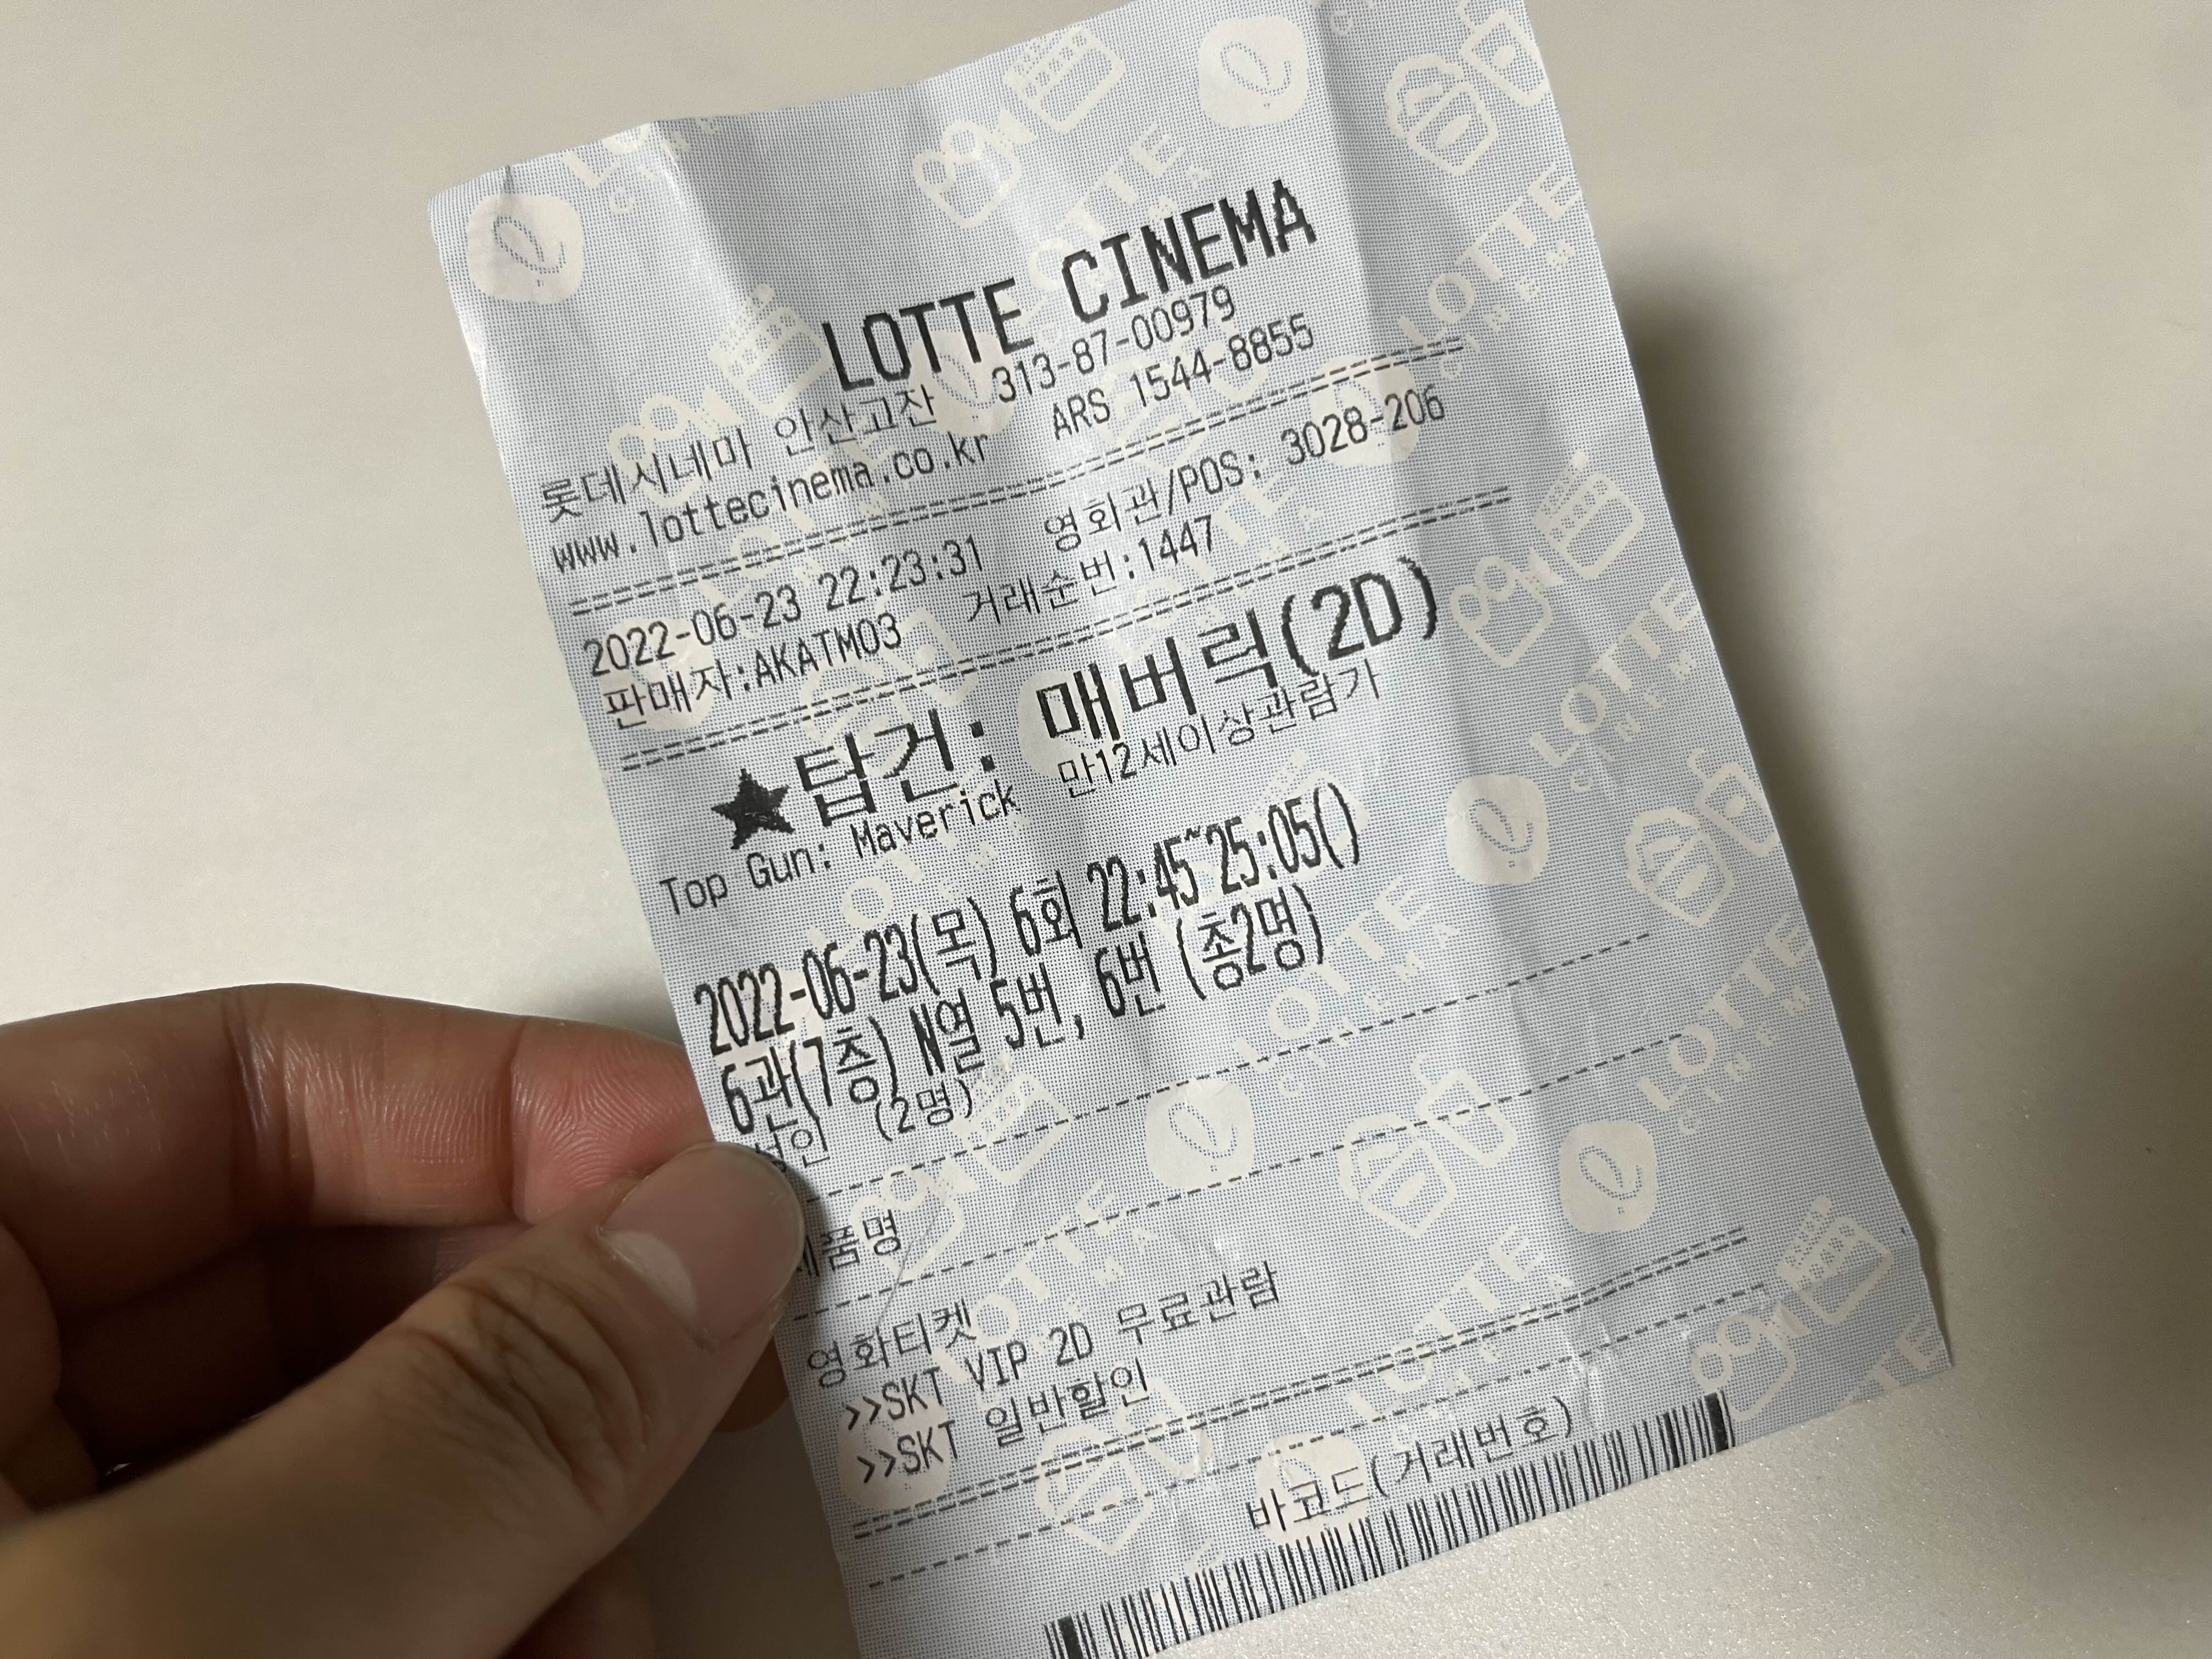 LOTTE CINEMA
롯데시네마 안산고잔 313-87-00979
www.lottecinema.co.kr ARS 1544-8855
2022-06-23 22:23:31 영화관/POS: 3028-206
판매자:AKATM03 거래순번:1447
★탑건: 매버릭(2D)
Top Gun: Maverick 만12세이상관람가
2022-06-23(목) 6회 22:45~25:05()
6관(7층) N열 5번, 6번 (총2명)
성인 (2명)
제품명
영화티켓
>>SKT VIP 2D 무료관람
>>SKT 일반할인
바코드(거래번호)